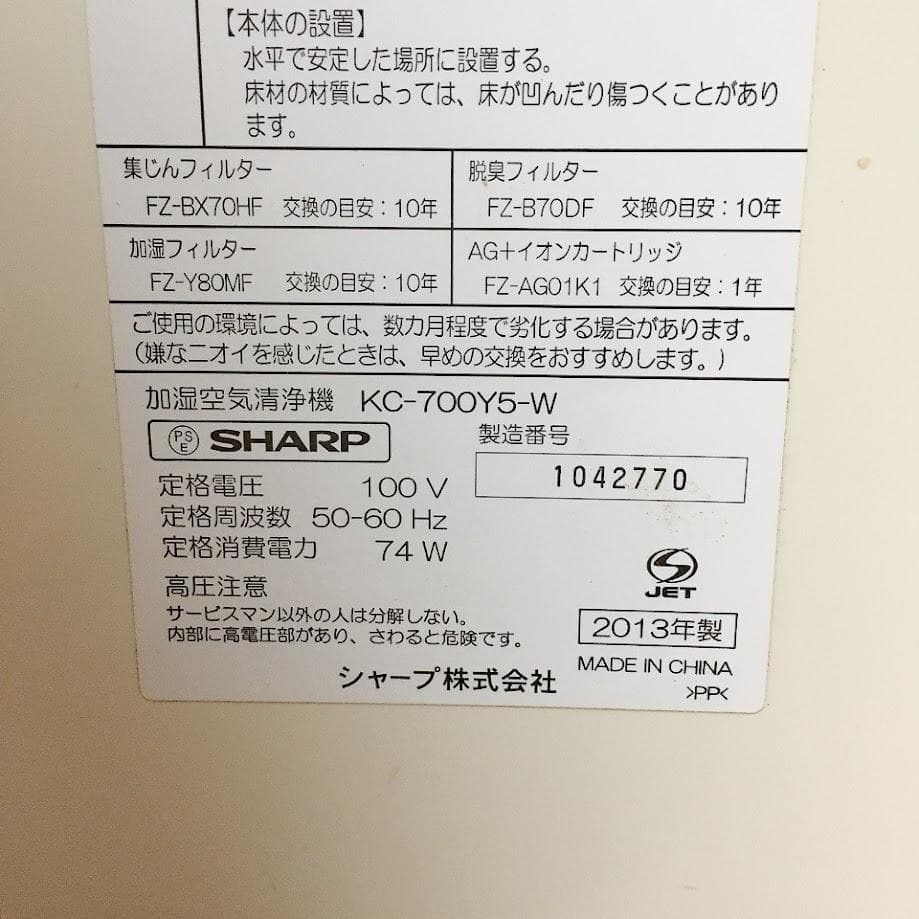 【本体の設置】
水平で安定した場所に設置する。
床材の材質によっては、床が凹んだり傷つくことがあり
ます。
集じんフィルター
FZ-BX70HF 交換の目安：10年
脱臭フィルター
FZ-B70DF 交換の目安：10年
加湿フィルター
FZ-Y80MF 交換の目安：10年
AG+イオンカートリッジ
FZ-AG01K1 交換の目安：1年
ご使用の環境によっては、数カ月程度で劣化する場合があります。
（嫌なニオイを感じたときは、早めの交換をおすすめします。）
加湿空気清浄機 KC-700Y5-W
PSE SHARP
製造番号
1042770
定格電圧 100 V
定格周波数 50-60 Hz
定格消費電力 74 W
高圧注意
サービスマン以外の人は分解しない。
内部に高電圧部があり、さわると危険です。
JET
2013年製
シャープ株式会社
MADE IN CHINA
>PP<